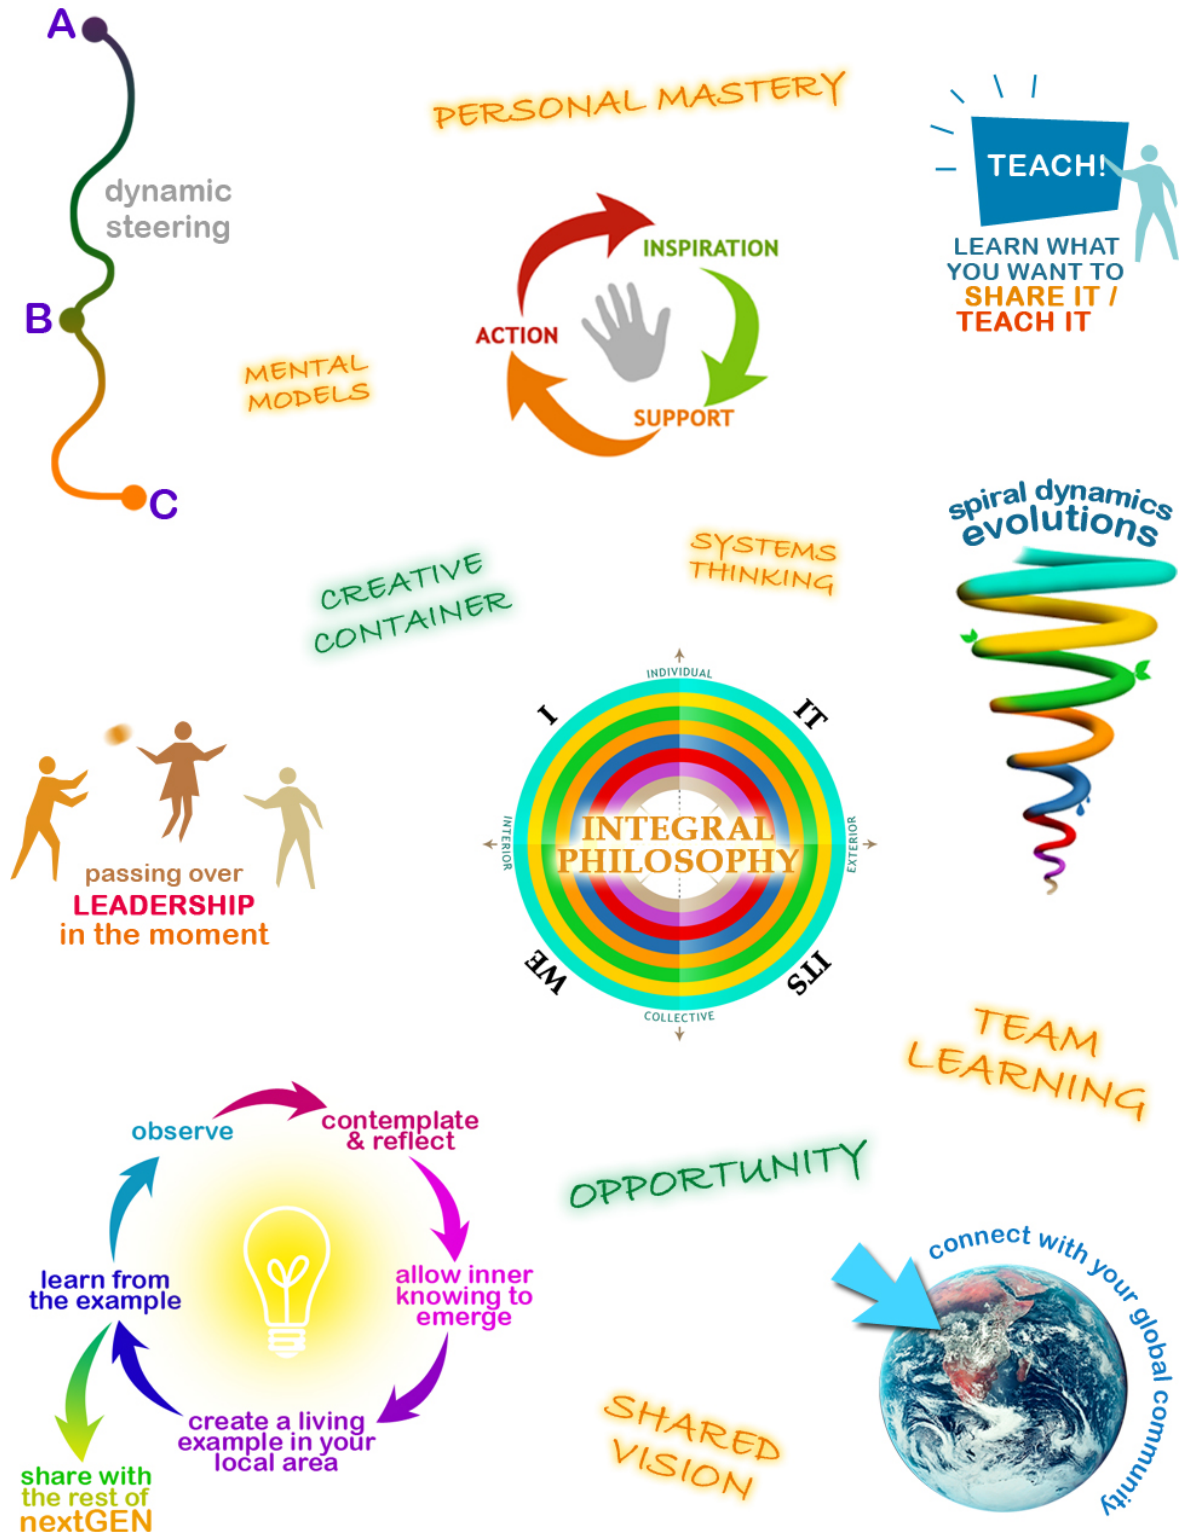 A
dynamic
steering
B
C
PERSONAL MASTERY
TEACH!
LEARN WHAT
YOU WANT TO
SHARE IT /
TEACH IT
INSPIRATION
ACTION
SUPPORT
MENTAL
MODELS
spiral dynamics
evolutions
SYSTEMS
THINKING
CREATIVE
CONTAINER
INDIVIDUAL
I
IT
INTERIOR
INTEGRAL
PHILOSOPHY
EXTERIOR
WE
ITS
COLLECTIVE
passing over
LEADERSHIP
in the moment
TEAM
LEARNING
observe
contemplate
& reflect
allow inner
knowing to
emerge
create a living
example in your
local area
learn from
the example
share with
the rest of
nextGEN
OPPORTUNITY
connect with your global community
SHARED
VISION